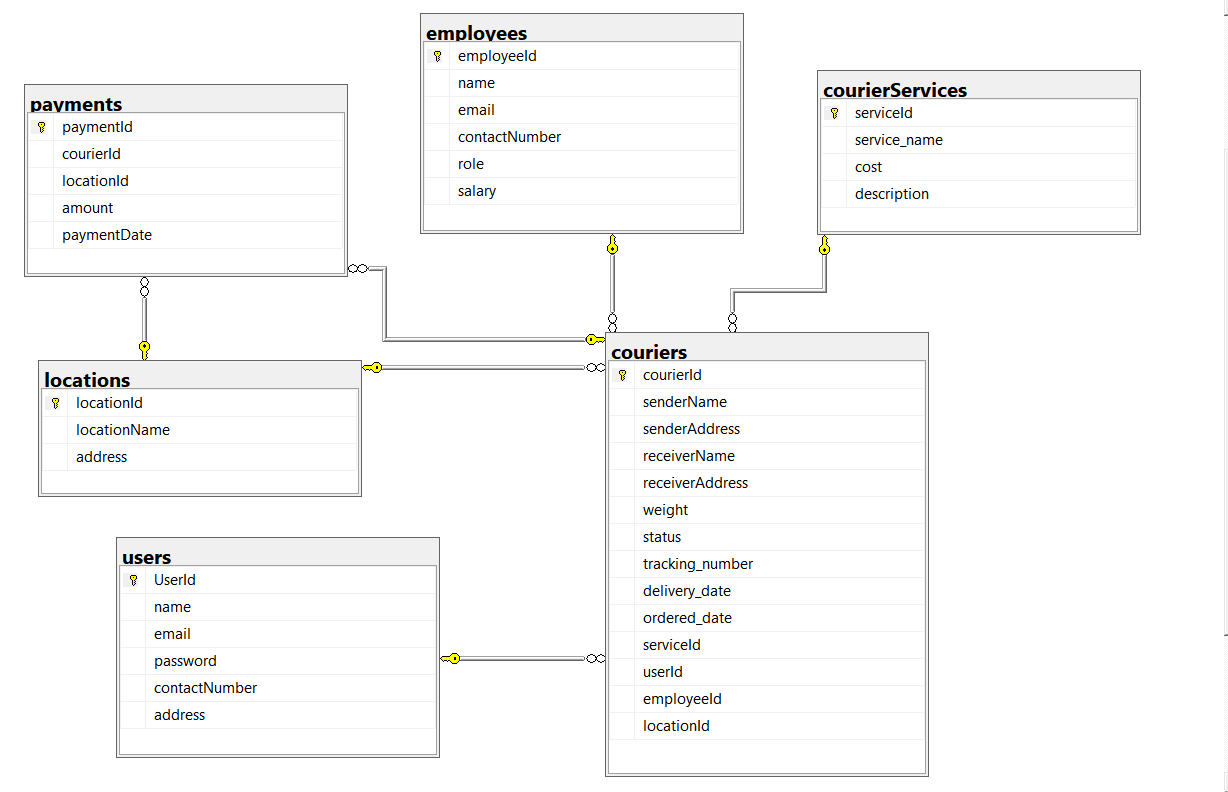 employees
employeeId
name
email
contactNumber
role
salary
courierServices
serviceId
service_name
cost
description
payments
paymentId
courierId
locationId
amount
paymentDate
locations
locationId
locationName
address
couriers
courierId
senderName
senderAddress
receiverName
receiverAddress
weight
status
tracking_number
delivery_date
ordered_date
serviceId
userId
employeeId
locationId
users
UserId
name
email
password
contactNumber
address